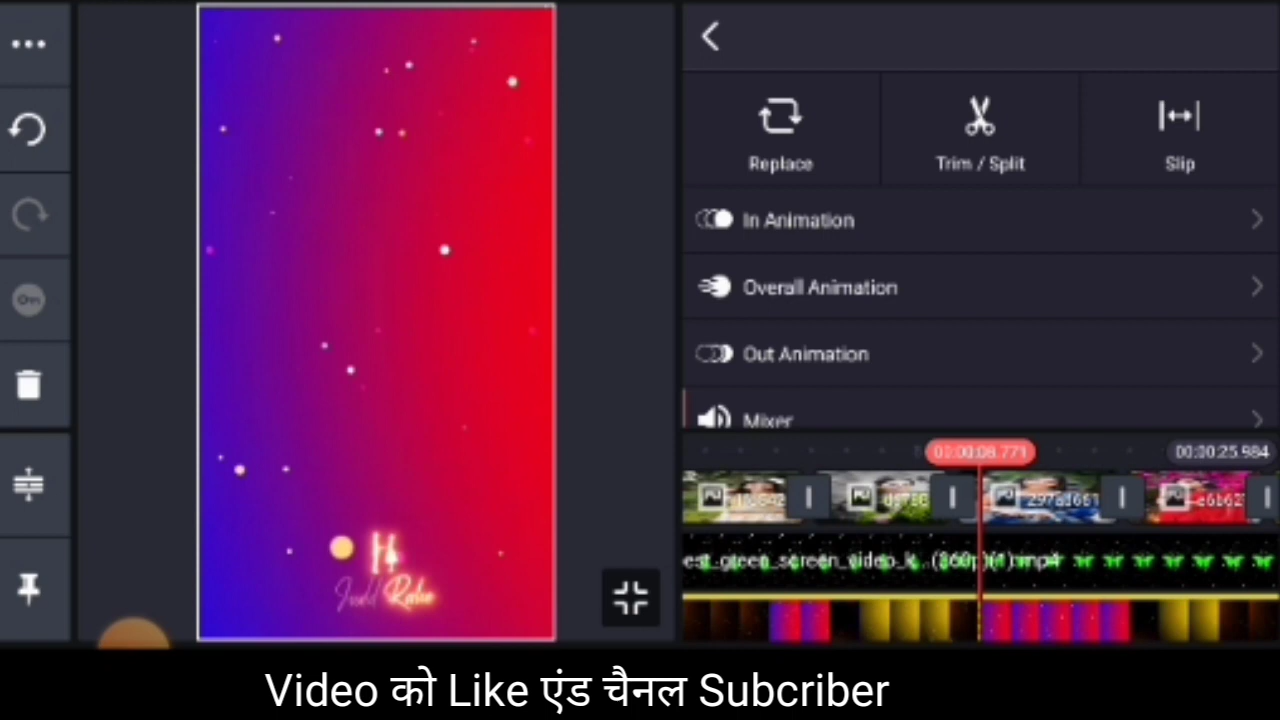 Replace
Trim / Split
Slip
In Animation
Overall Animation
Out Animation
Mixer
00:00:08.771
00:00:25.984
est_green_screen_video_k...(360p)(1).mp4
Video को Like एंड चैनल Subcriber